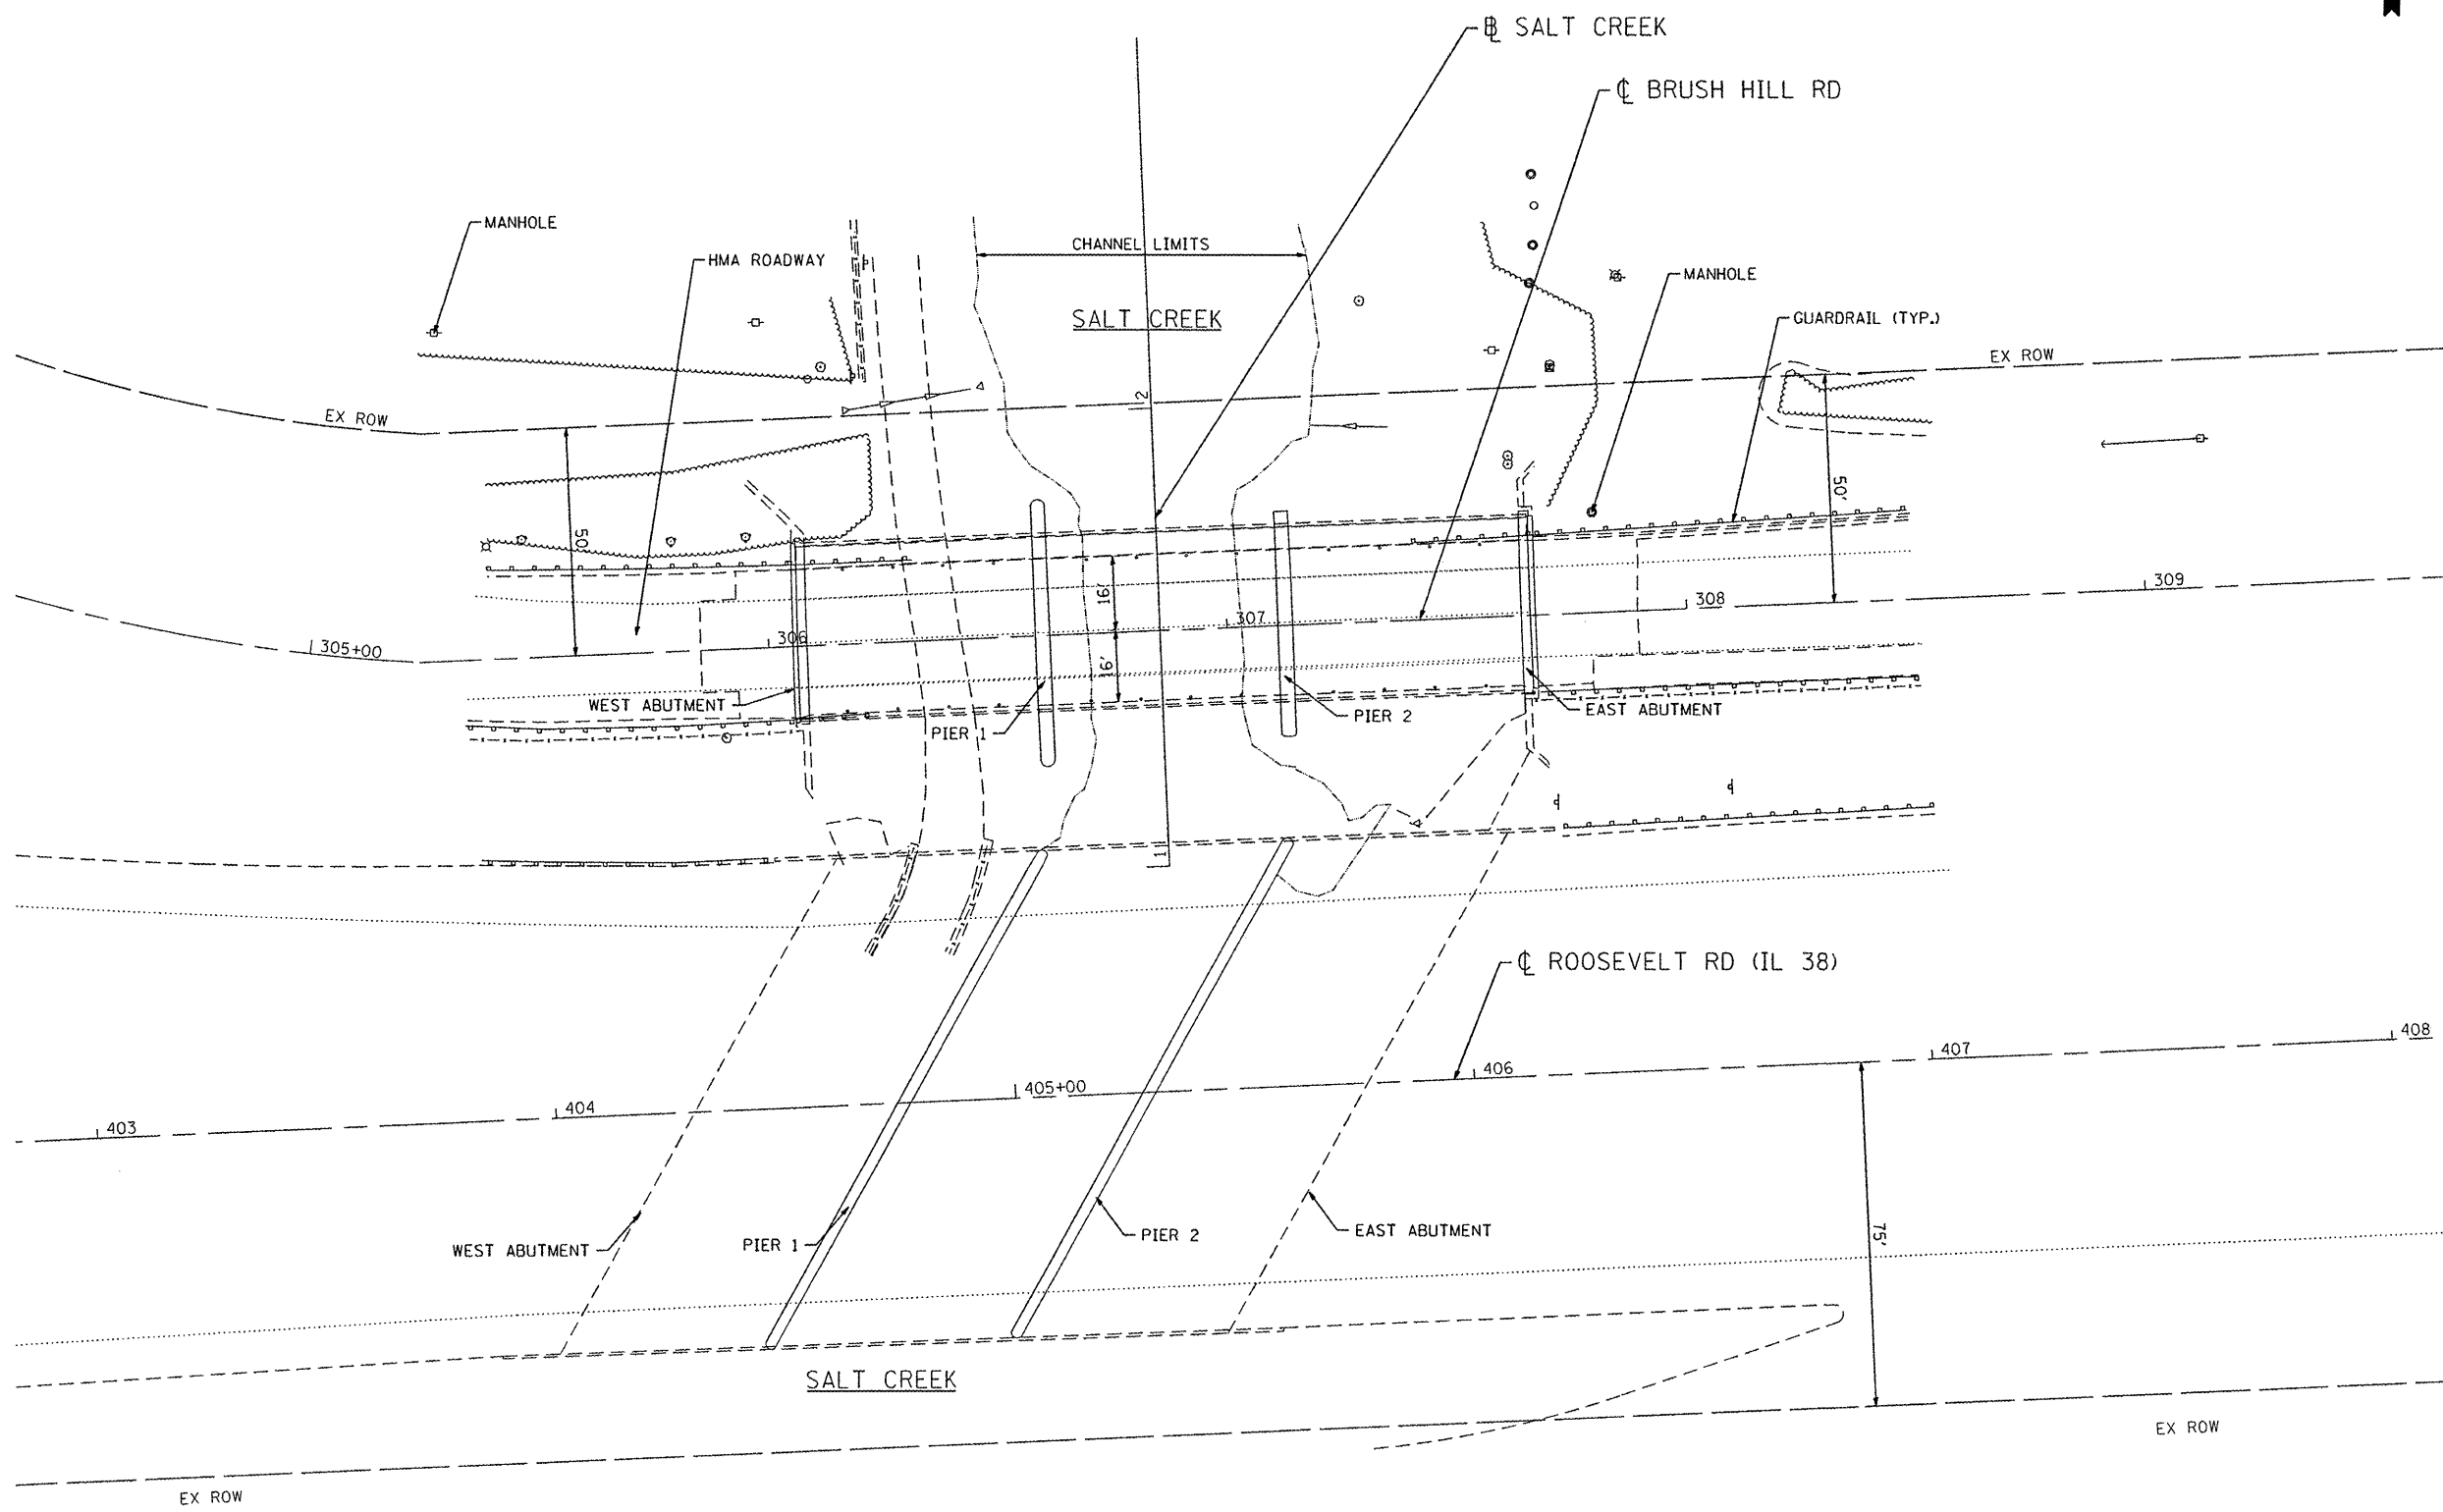 ℄ SALT CREEK
℄ BRUSH HILL RD
MANHOLE
CHANNEL LIMITS
HMA ROADWAY
MANHOLE
SALT CREEK
GUARDRAIL (TYP.)
EX ROW
2
EX ROW
50'
50'
16'
309
308
307
306
305+00
16'
WEST ABUTMENT
EAST ABUTMENT
PIER 2
PIER 1
1
℄ ROOSEVELT RD (IL 38)
408
407
406
405+00
404
403
75'
EAST ABUTMENT
PIER 2
PIER 1
WEST ABUTMENT
SALT CREEK
EX ROW
EX ROW